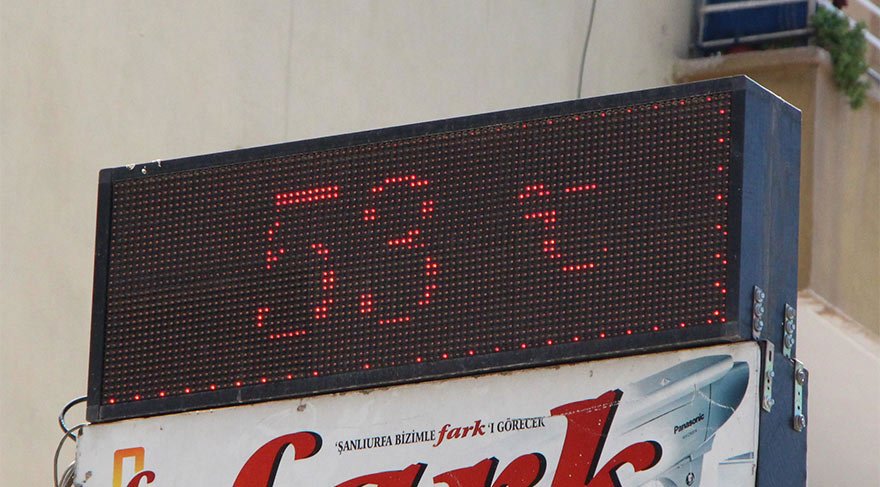 53 °C
'ŞANLIURFA BİZİMLE fark 'I GÖRECEK
Panasonic
fark